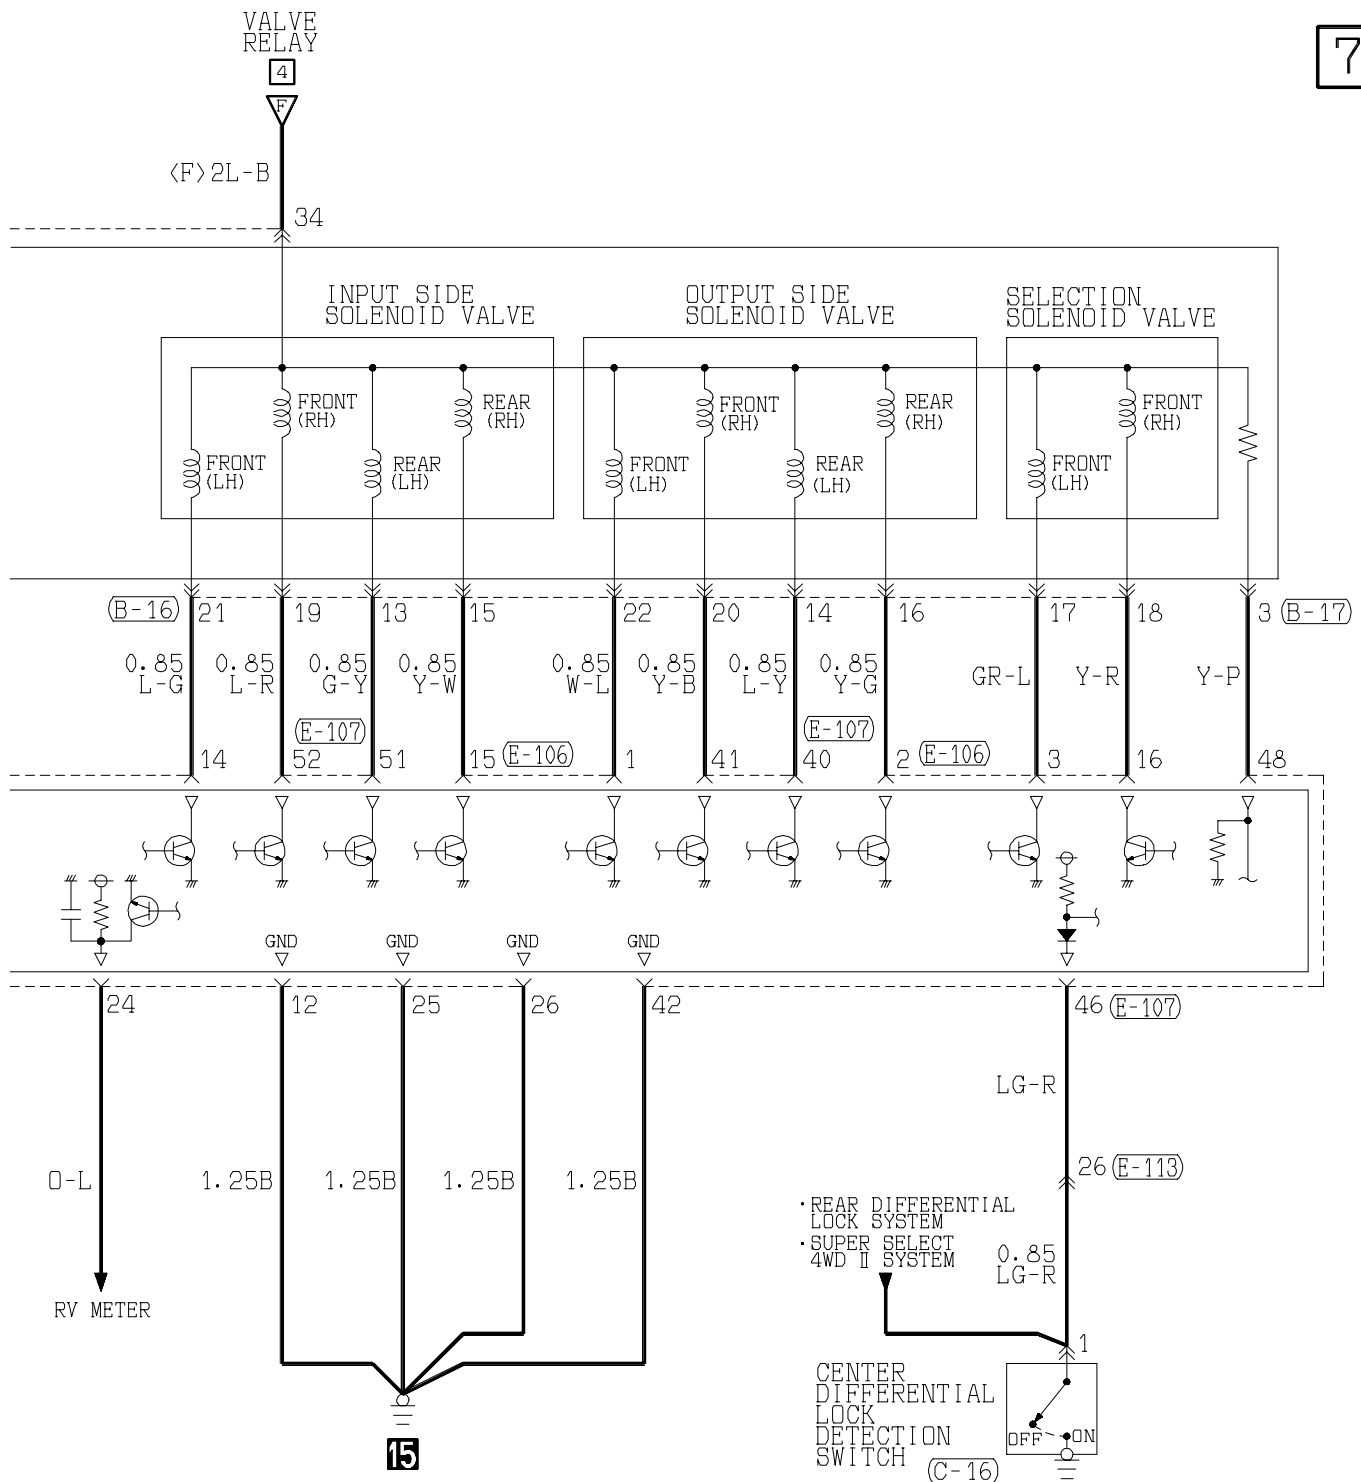 VALVE
RELAY
7
4
F
<F>2L-B
34
INPUT SIDE
SOLENOID VALVE
OUTPUT SIDE
SOLENOID VALVE
SELECTION
SOLENOID VALVE
FRONT
(RH)
REAR
(RH)
FRONT
(RH)
REAR
(RH)
FRONT
(RH)
FRONT
(LH)
REAR
(LH)
FRONT
(LH)
REAR
(LH)
FRONT
(LH)
B-16 21 19 13 15 22 20 14 16 17 18 3 B-17
0.85 0.85 0.85 0.85 0.85 0.85 0.85 0.85
L-G L-R G-Y Y-W W-L Y-B L-Y Y-G GR-L Y-R Y-P
E-107 E-107
14 52 51 15 E-106 1 41 40 2 E-106 3 16 48
GND GND GND GND
24 12 25 26 42 46 E-107
LG-R
O-L 1.25B 1.25B 1.25B 1.25B 26 E-113
·REAR DIFFERENTIAL
LOCK SYSTEM
·SUPER SELECT
4WD Ⅱ SYSTEM
0.85
LG-R
RV METER
1
CENTER
DIFFERENTIAL
LOCK
DETECTION
SWITCH
OFF ON
C-16
15